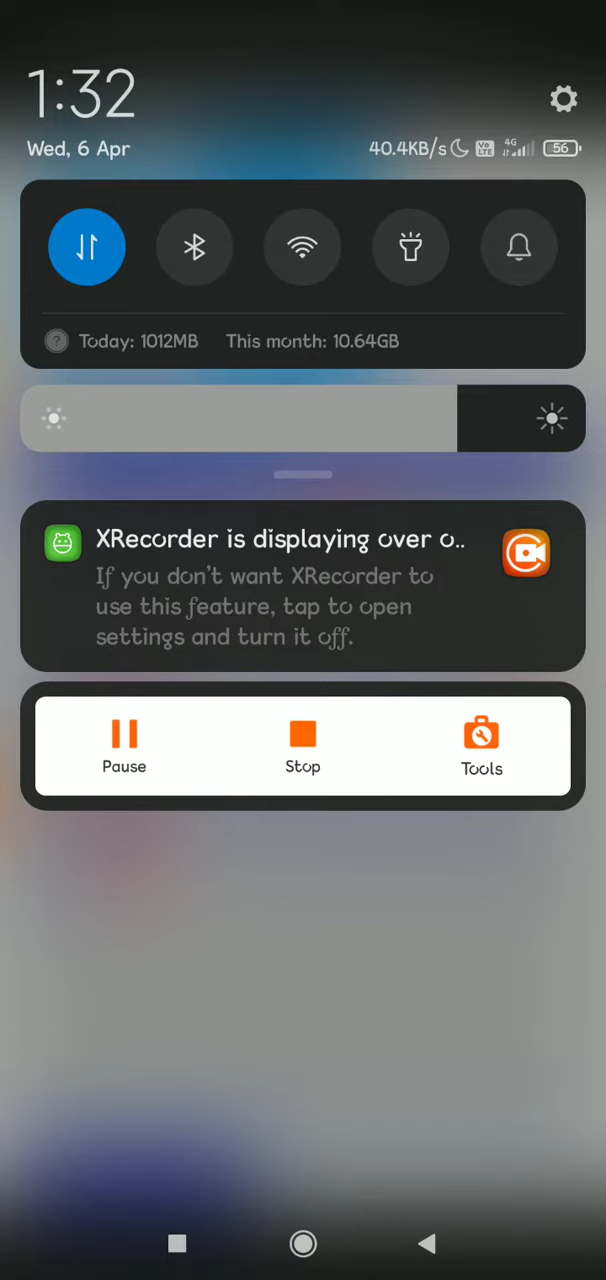 1:32
Wed, 6 Apr
40.4KB/s Vo LTE 4G 56
Today: 1012MB This month: 10.64GB
XRecorder is displaying over o..
If you don't want XRecorder to
use this feature, tap to open
settings and turn it off.
Pause Stop Tools